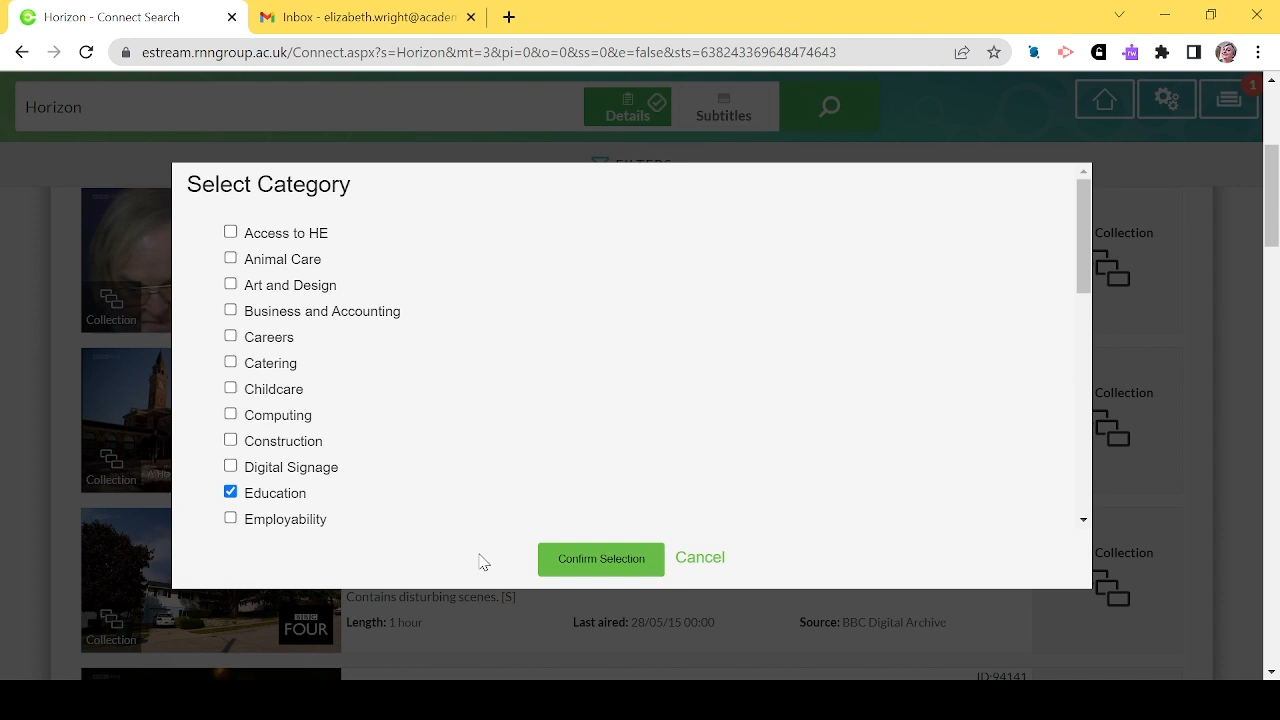 Horizon - Connect Search
Inbox - elizabeth.wright@academ
estream.rnngroup.ac.uk/Connect.aspx?s=Horizon&mt=3&pi=0&o=0&ss=0&e=false&sts=638243369648474643
Horizon
Details
Subtitles
1
FILTERS
Select Category
Access to HE
Animal Care
Art and Design
Business and Accounting
Careers
Catering
Childcare
Computing
Construction
Digital Signage
Education
Employability
Confirm Selection
Cancel
Collection
Collection
Collection
Collection
Collection
Collection
BBC
FOUR
Contains disturbing scenes. [S]
Length: 1 hour
Last aired: 28/05/15 00:00
Source: BBC Digital Archive
ID:94141